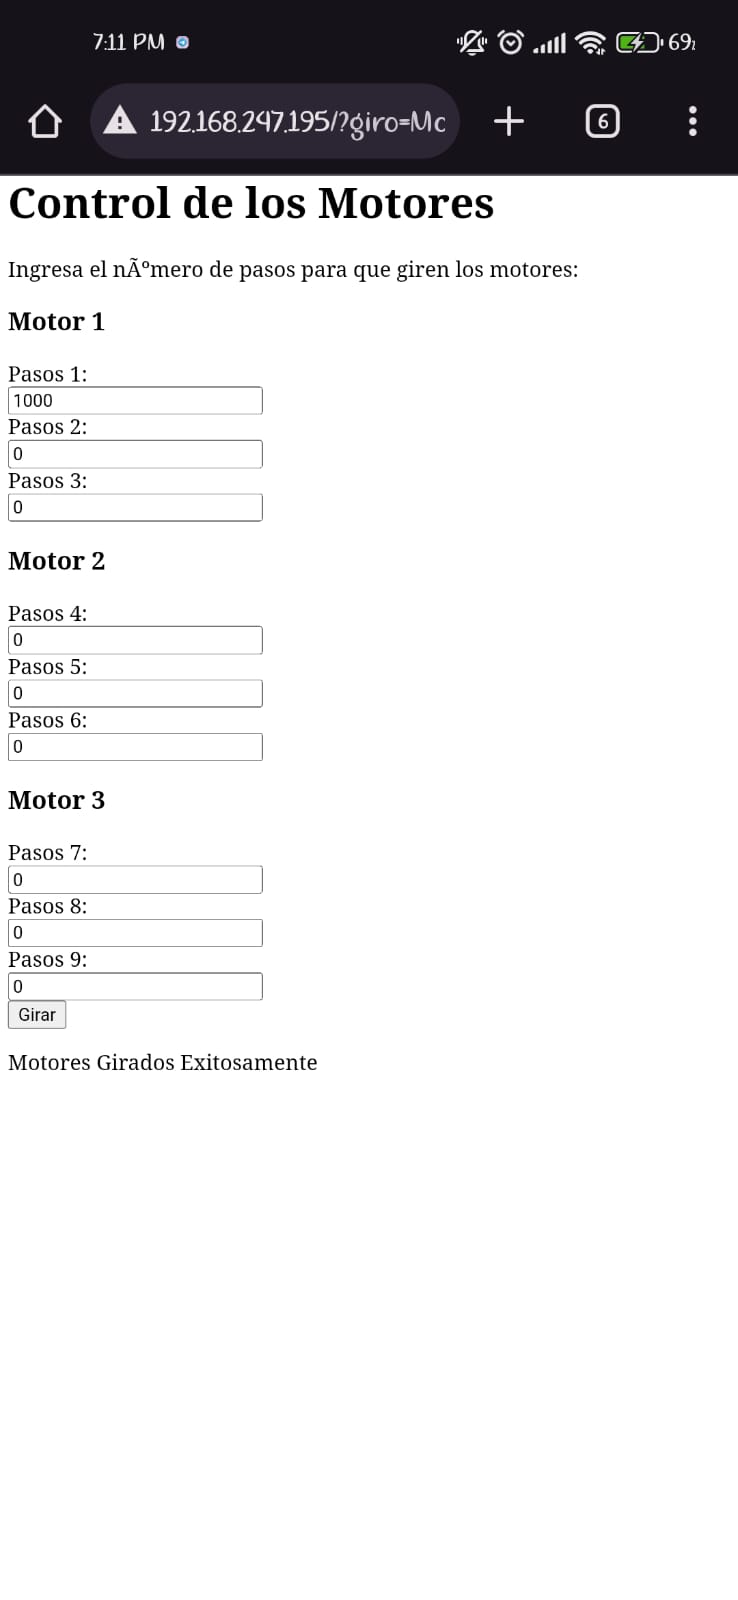 7:11 PM 69
192.168.247.195/?giro=Mc 6
Control de los Motores
Ingresa el nÃºmero de pasos para que giren los motores:
Motor 1
Pasos 1:
1000
Pasos 2:
0
Pasos 3:
0
Motor 2
Pasos 4:
0
Pasos 5:
0
Pasos 6:
0
Motor 3
Pasos 7:
0
Pasos 8:
0
Pasos 9:
0
Girar
Motores Girados Exitosamente